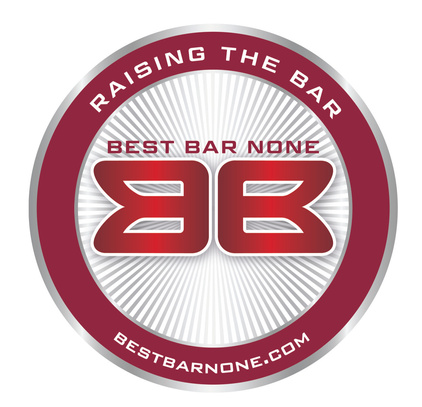 RAISING THE BAR
BEST BAR NONE
BB
BESTBARNONE.COM